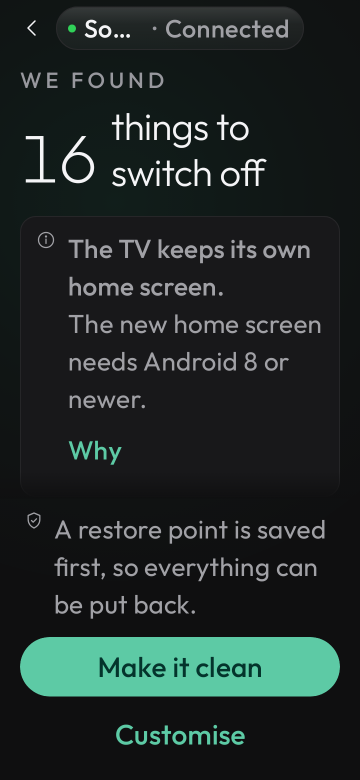 So... · Connected
WE FOUND
16 things to
switch off
The TV keeps its own
home screen.
The new home screen
needs Android 8 or
newer.
Why
A restore point is saved
first, so everything can
be put back.
Make it clean
Customise